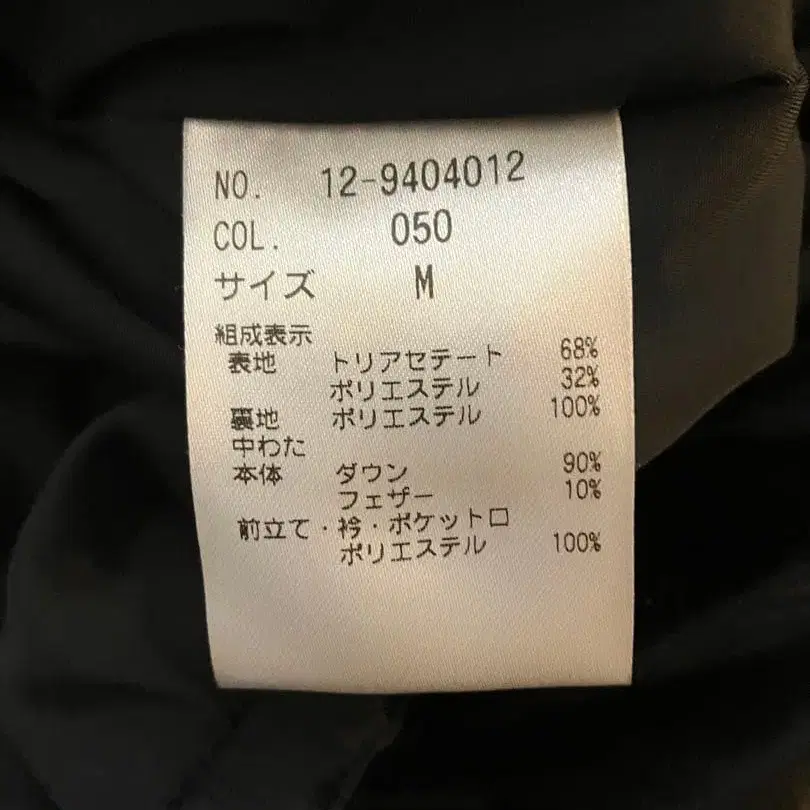 NO. 12-9404012
COL. 050
サイズ M
組成表示
表地 トリアセテート 68%
ポリエステル 32%
裏地 ポリエステル 100%
中わた
本体 ダウン 90%
フェザー 10%
前立て・衿・ポケット口
ポリエステル 100%